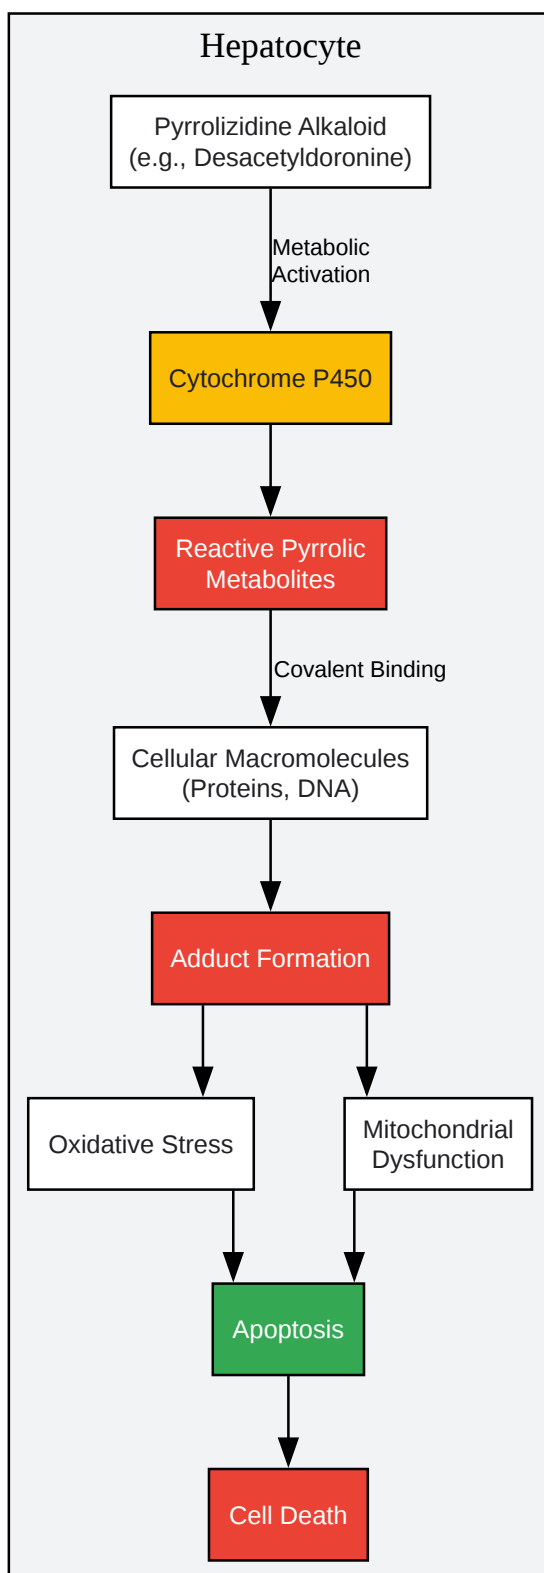 Hepatocyte
Pyrrolizidine Alkaloid
(e.g., Desacetyldoronine)
Metabolic
Activation
Cytochrome P450
Reactive Pyrrolic
Metabolites
Covalent Binding
Cellular Macromolecules
(Proteins, DNA)
Adduct Formation
Oxidative Stress
Mitochondrial
Dysfunction
Apoptosis
Cell Death